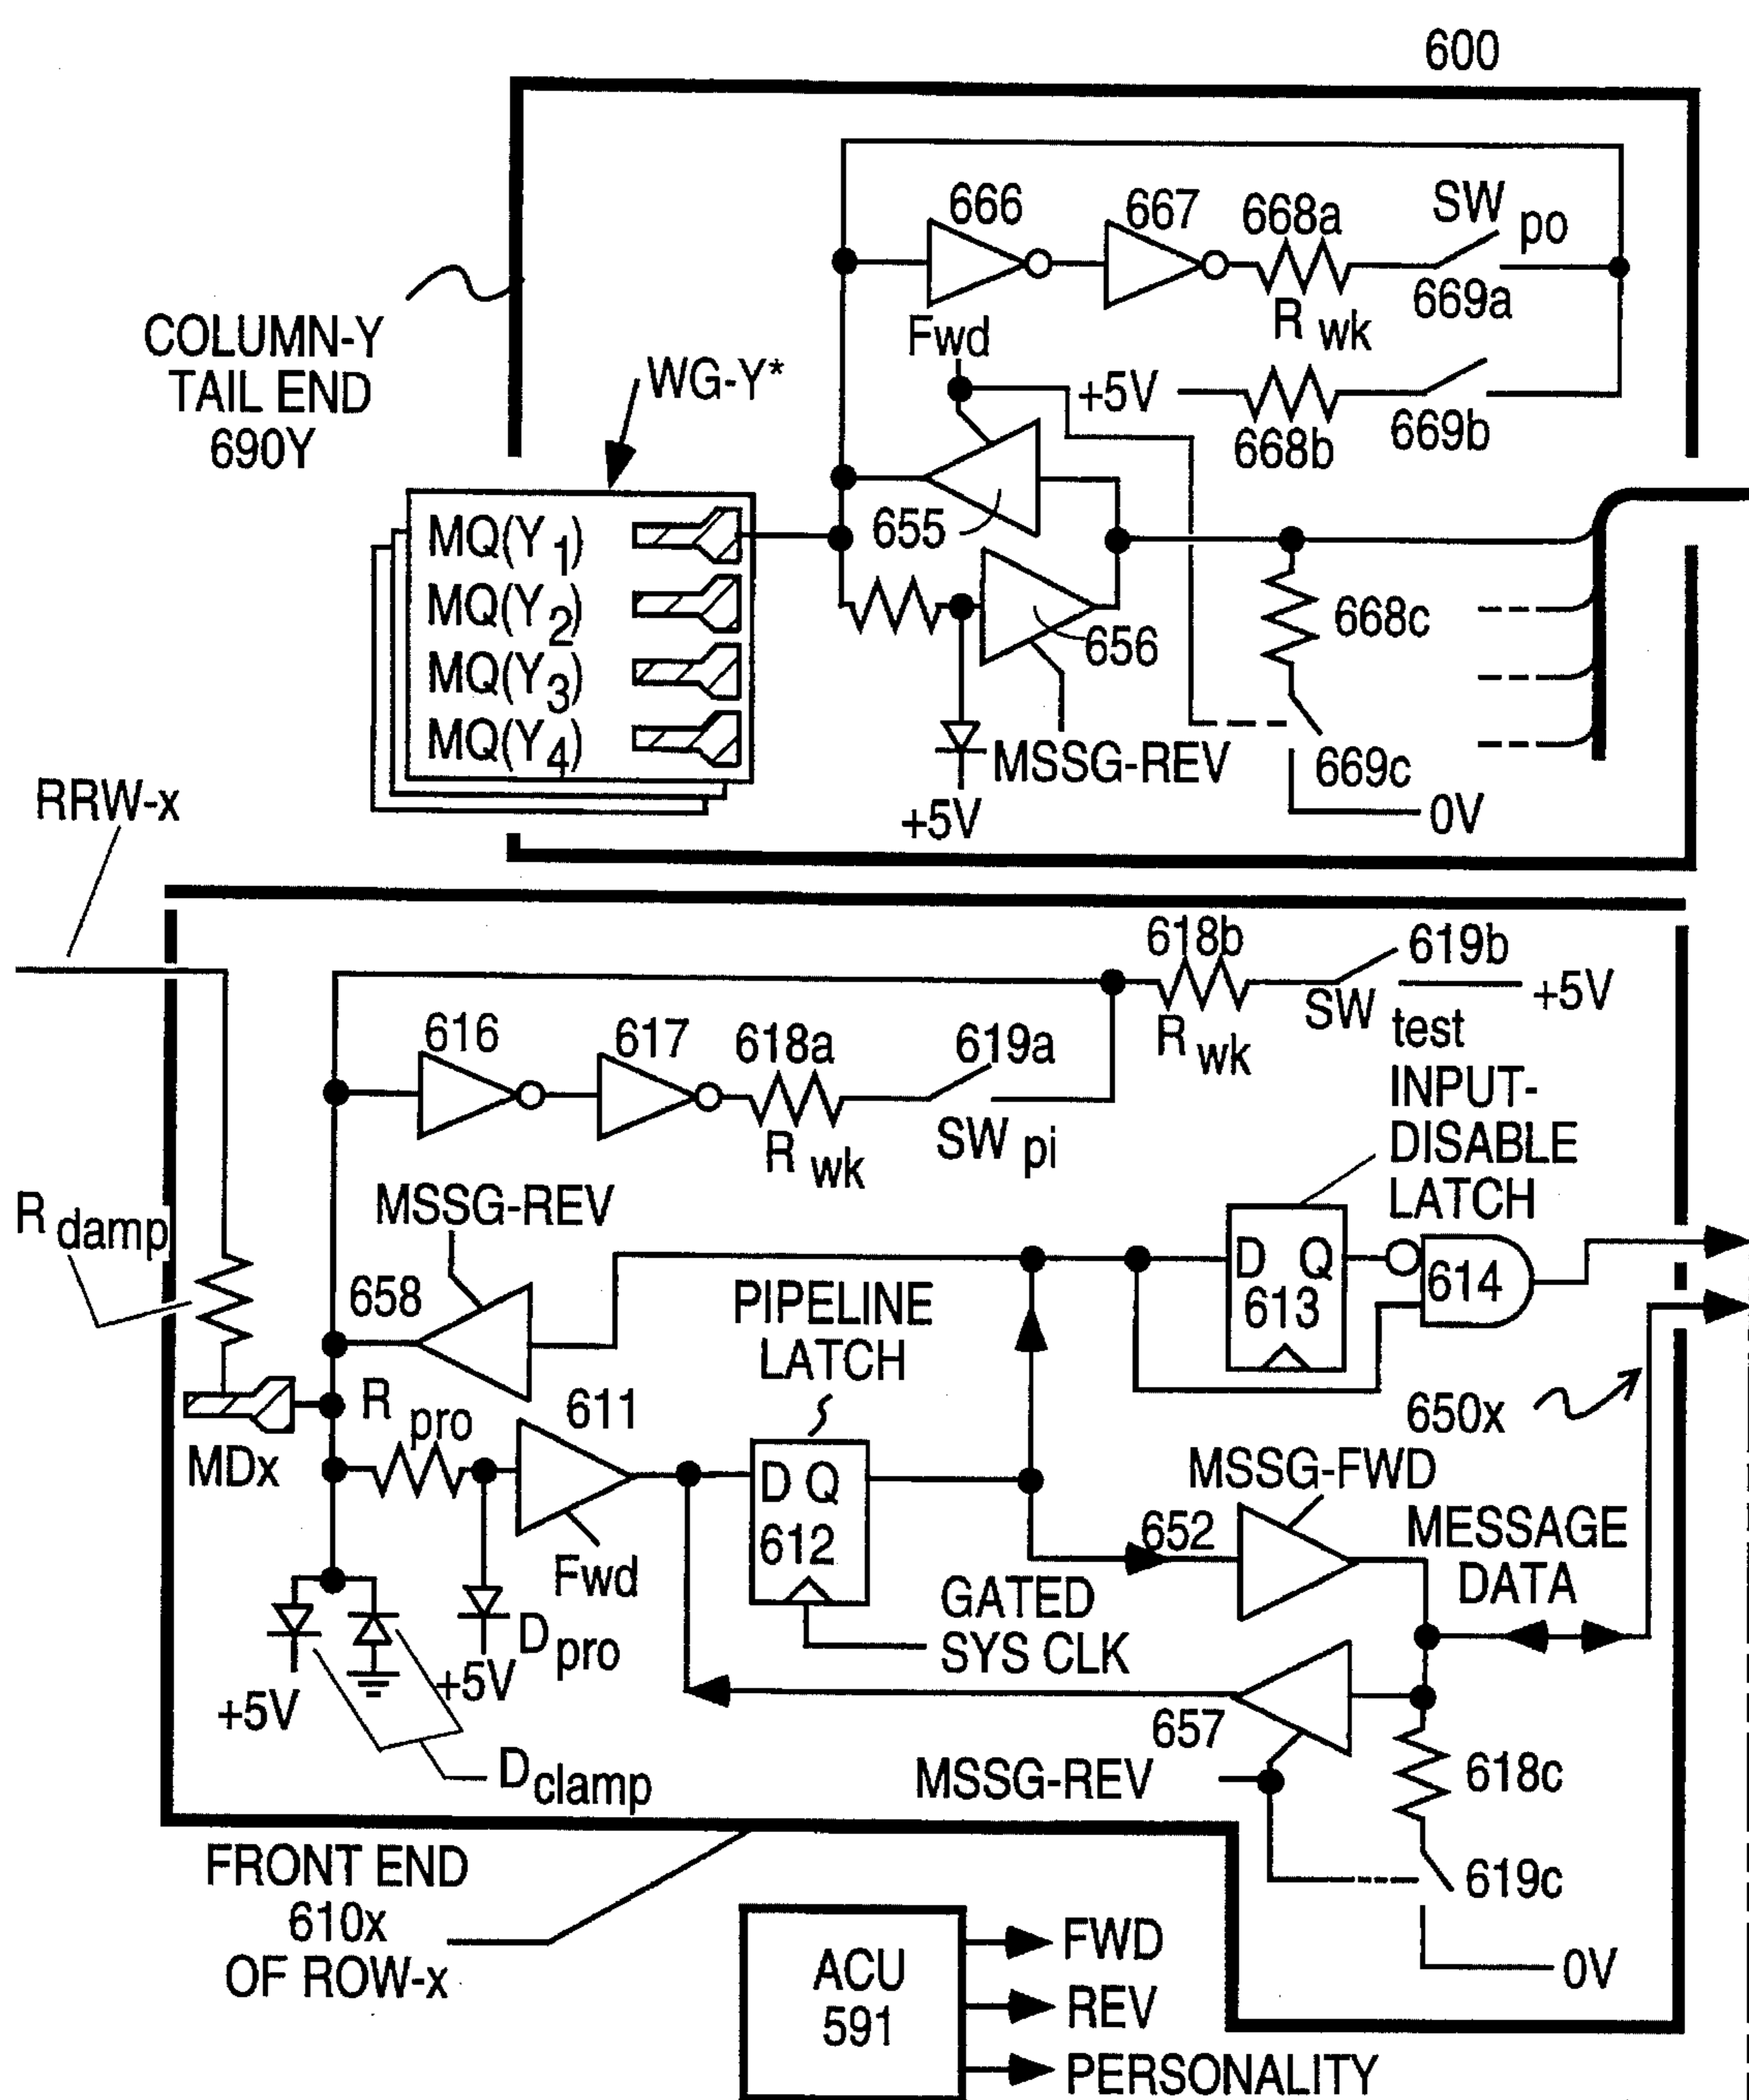 600
666
667
668a
SW po
669a
R wk
Fwd
+5V
668b
669b
COLUMN-Y
TAIL END
690Y
WG-Y*
655
MQ(Y1)
MQ(Y2)
MQ(Y3)
MQ(Y4)
656
668c
MSSG-REV
669c
+5V
0V
RRW-x
618b
619b
SW test
+5V
R wk
616
617
618a
619a
R wk
SW pi
INPUT-
DISABLE
LATCH
R damp
MSSG-REV
658
PIPELINE
LATCH
D Q
613
614
R pro
611
650x
MDx
D Q
612
MSSG-FWD
652
MESSAGE
DATA
Fwd
GATED
SYS CLK
D pro
+5V
+5V
657
D clamp
MSSG-REV
618c
FRONT END
610x
OF ROW-x
619c
0V
ACU
591
FWD
REV
PERSONALITY